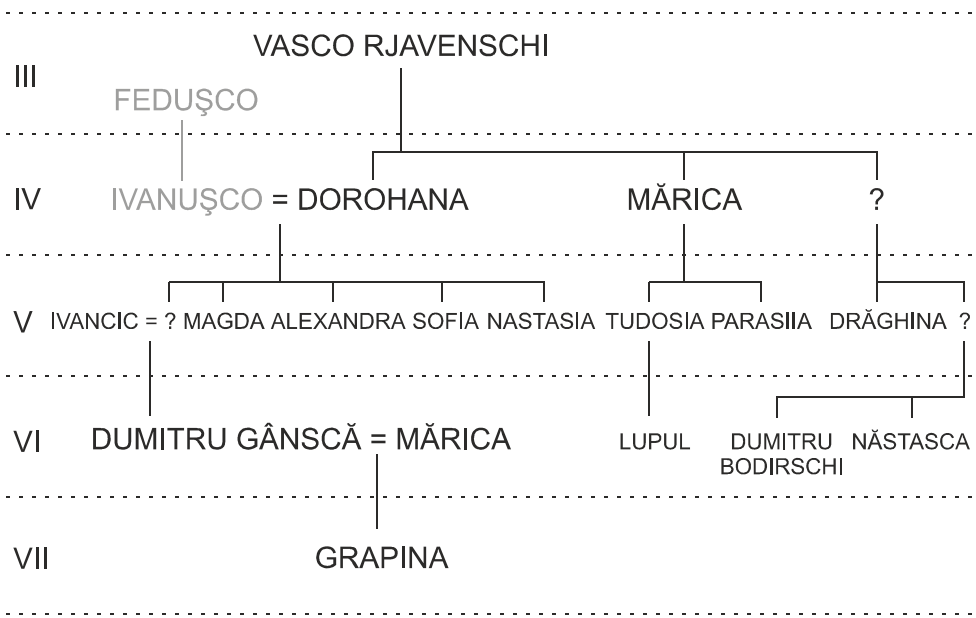 VASCO RJAVENSCHI
III
FEDUŞCO
IV IVANUŞCO = DOROHANA MĂRICA ?
V IVANCIC = ? MAGDA ALEXANDRA SOFIA NASTASIA TUDOSIA PARASIIA DRĂGHINA ?
VI DUMITRU GÂNSCĂ = MĂRICA LUPUL DUMITRU NĂSTASCA
BODIRSCHI
VII GRAPINA